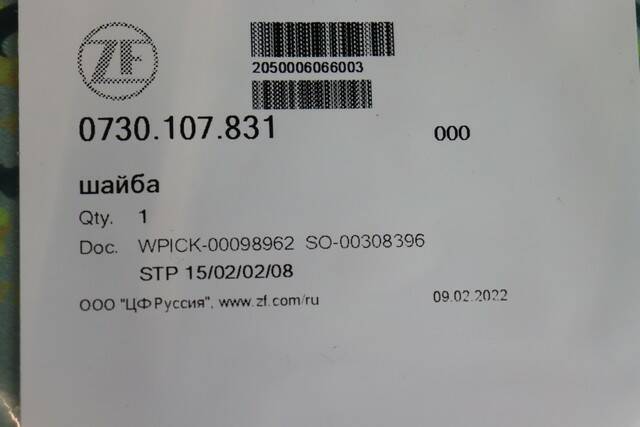 ZF
2050006066003
0730.107.831 000
шайба
Qty. 1
Doc. WPICK-00098962 SO-00308396
STP 15/02/02/08
ООО "ЦФ Руссия", www.zf.com/ru 09.02.2022